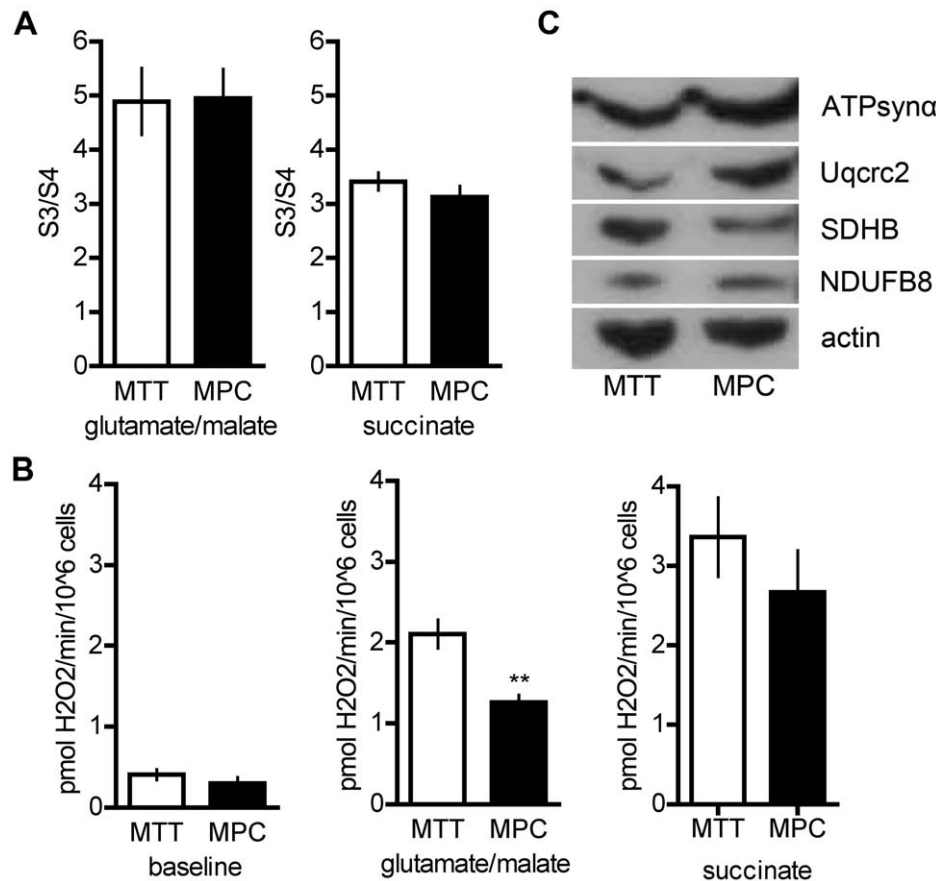 A
S3/S4
6
5
4
3
2
1
0
MTT MPC
glutamate/malate
S3/S4
6
5
4
3
2
1
0
MTT MPC
succinate
C
ATPsynα
Uqcrc2
SDHB
NDUFB8
actin
MTT MPC
B
pmol H2O2/min/10^6 cells
4
3
2
1
0
MTT MPC
baseline
pmol H2O2/min/10^6 cells
4
3
2
1
0
**
MTT MPC
glutamate/malate
pmol H2O2/min/10^6 cells
4
3
2
1
0
MTT MPC
succinate